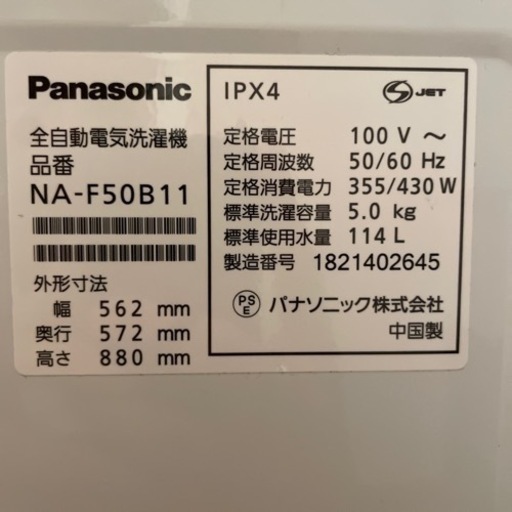 Panasonic
全自動電気洗濯機
品番
NA-F50B11
外形寸法
幅 562 mm
奥行 572 mm
高さ 880 mm
IPX4
S JET
定格電圧 100 V ～
定格周波数 50/60 Hz
定格消費電力 355/430 W
標準洗濯容量 5.0 kg
標準使用水量 114 L
製造番号 1821402645
PS E パナソニック株式会社
中国製